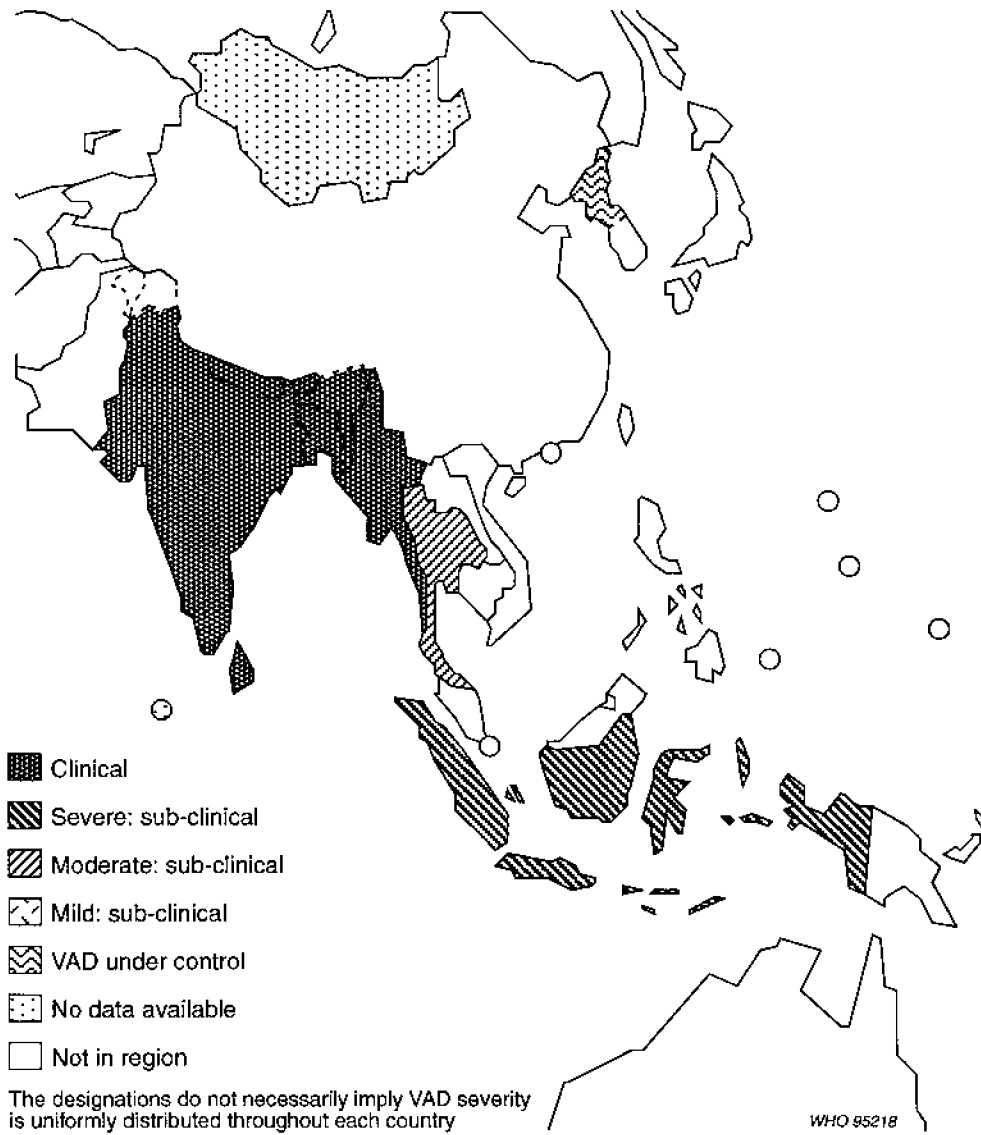 Clinical
Severe: sub-clinical
Moderate: sub-clinical
Mild: sub-clinical
VAD under control
No data available
Not in region
The designations do not necessarily imply VAD severity
is uniformly distributed throughout each country
WHO 95218